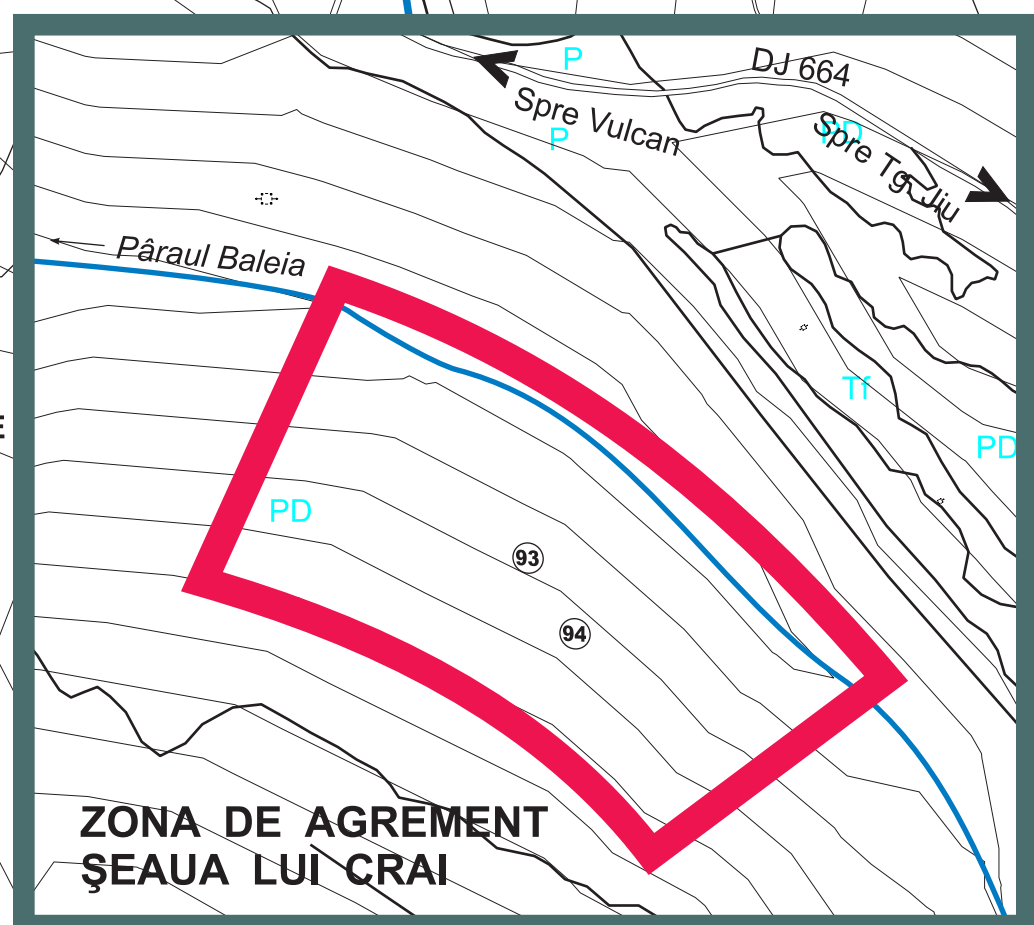 P
DJ 664
Spre Vulcan
P
PD
Spre Tg. Jiu
Pârâul Baleia
Tf
PD
PD
93
94
ZONA DE AGREMENT
ŞEAUA LUI CRAI